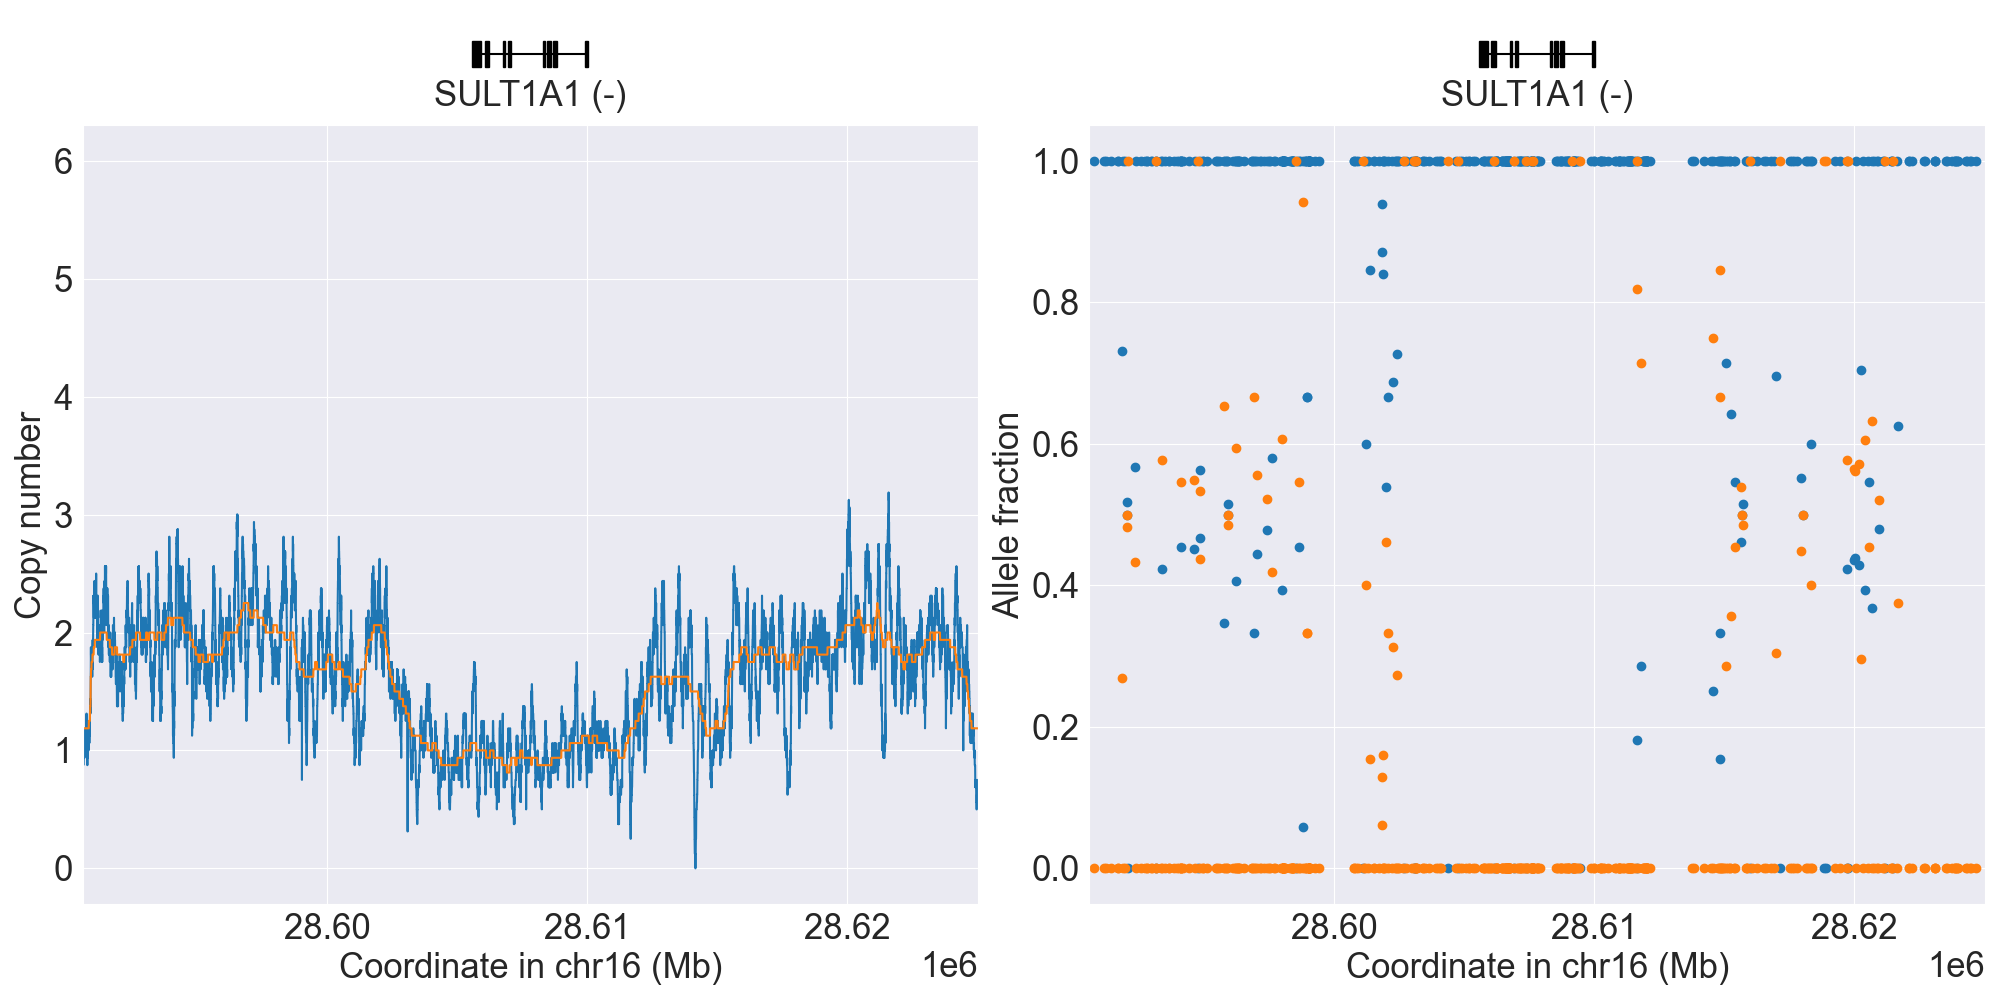 SULT1A1 (-)
6
5
4
3
2
1
0
Copy number
28.60
28.61
28.62
Coordinate in chr16 (Mb)
1e6
SULT1A1 (-)
1.0
0.8
0.6
0.4
0.2
0.0
Allele fraction
28.60
28.61
28.62
Coordinate in chr16 (Mb)
1e6